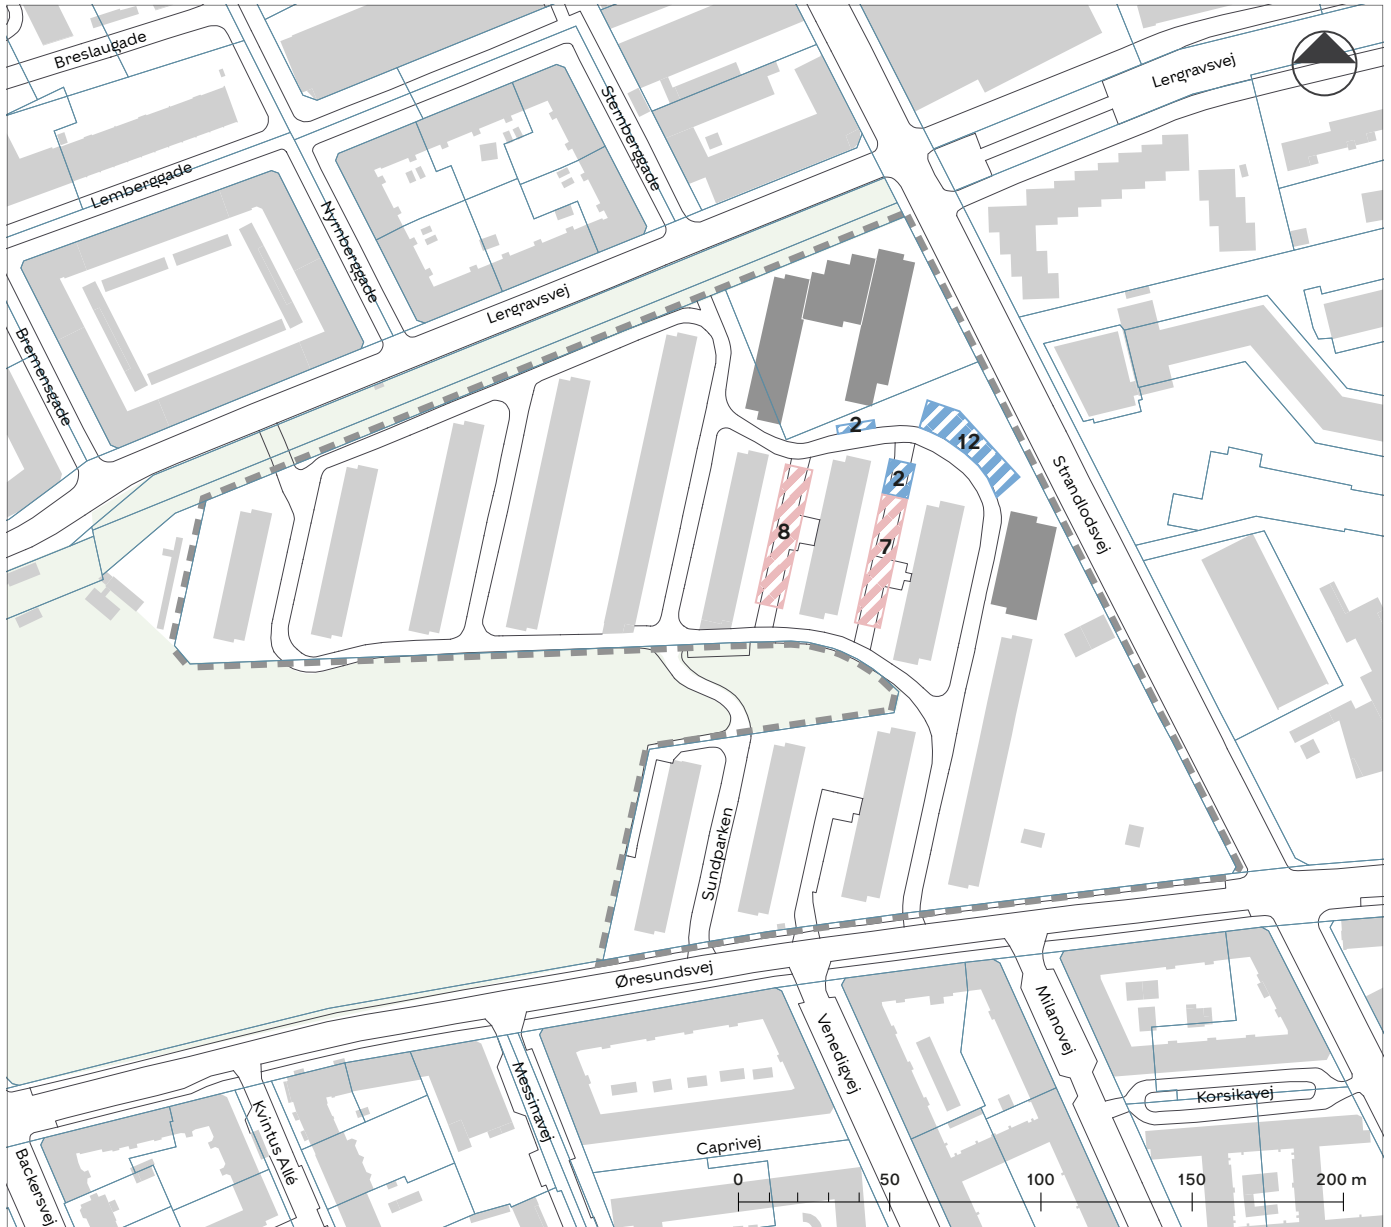 Breslaugade
Lergravsvej
Sternberggade
Lemberggade
Nyrnberggade
Lergravsvej
Bremensgade
2
12
2
8
7
Strandlodsvej
Sundparken
Øresundsvej
Milanovej
Venedigvej
Messinavej
Korsikavej
Kvintus Allé
Caprivej
Backersvej
0 50 100 150 200 m